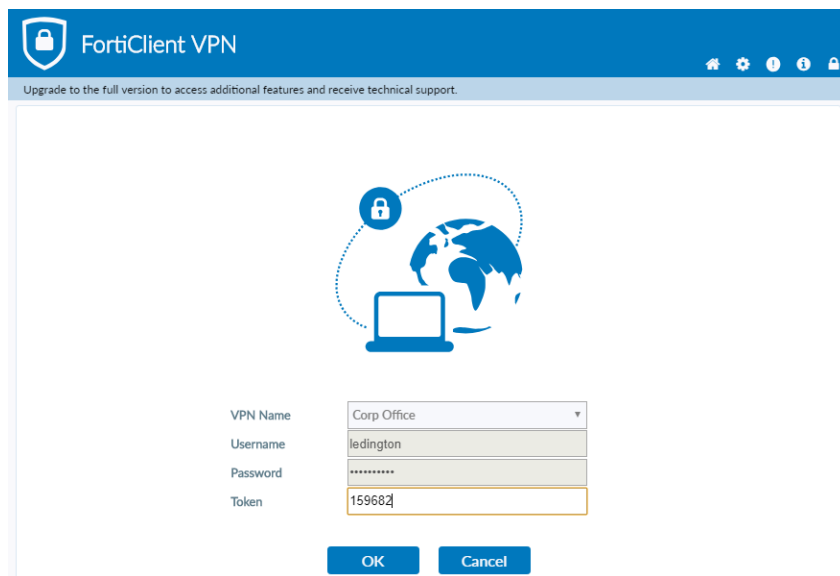 FortiClient VPN
Upgrade to the full version to access additional features and receive technical support.
VPN Name Corp Office
Username ledington
Password ••••••••••
Token 159682
OK Cancel